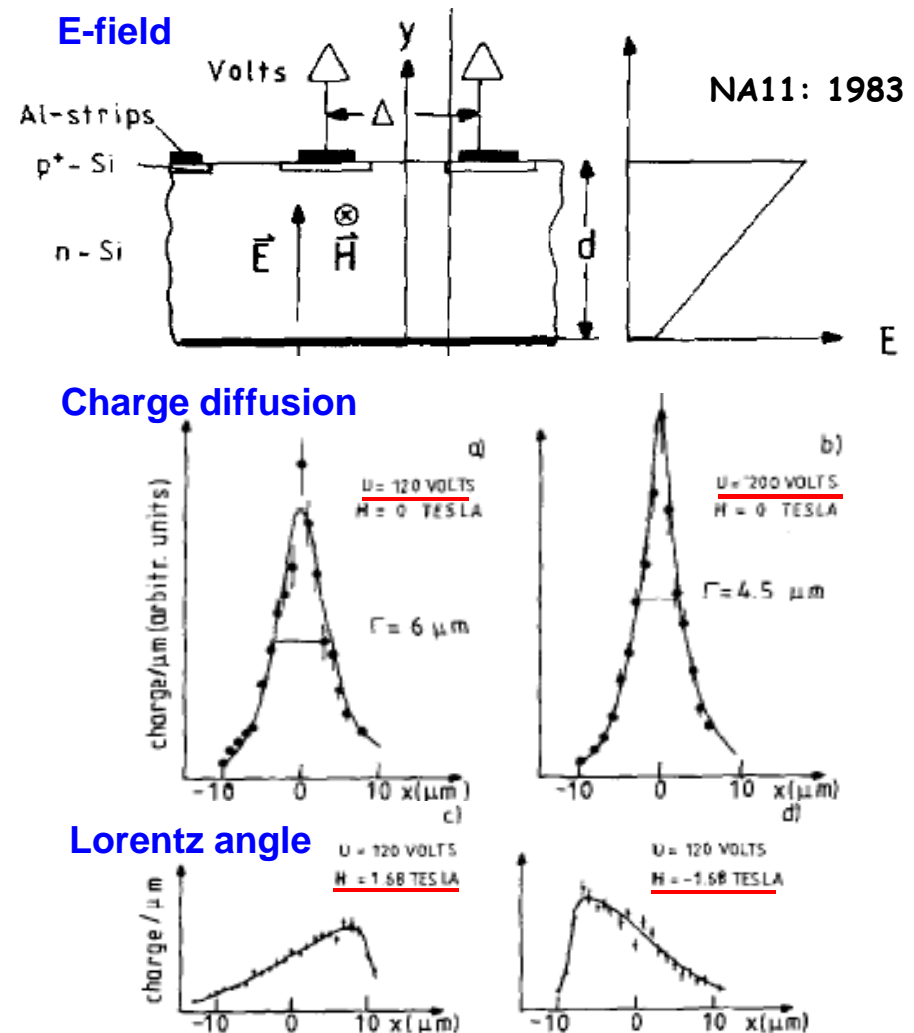 E-field
y
Volts
Δ
NA11: 1983
Al-strips
p⁺-Si
n-Si
E
⊗
H
d
E
Charge diffusion
a)
U = 120 VOLTS
H = 0 TESLA
Γ = 6 μm
charge/μm (arbitr. units)
-10 0 10 x(μm)
b)
U = 200 VOLTS
H = 0 TESLA
Γ = 4.5 μm
-10 0 10 x(μm)
Lorentz angle
c)
U = 120 VOLTS
H = 1.68 TESLA
charge / μm
-10 0 10 x(μm)
d)
U = 120 VOLTS
H = -1.68 TESLA
-10 0 10 x(μm)